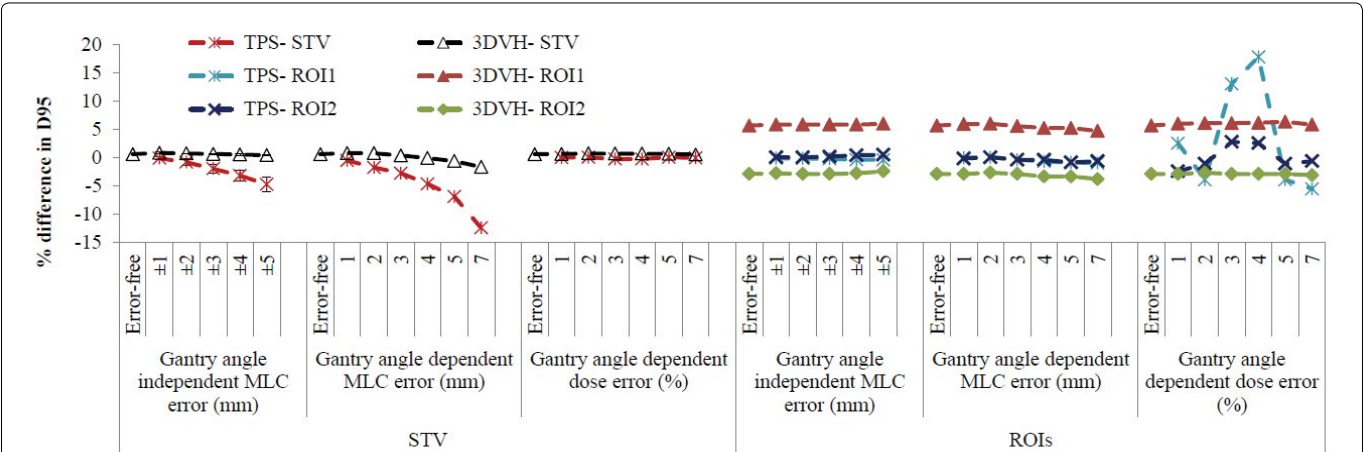 % difference in D95
20
15
10
5
0
-5
-10
-15
TPS- STV
3DVH- STV
TPS- ROI1
3DVH- ROI1
TPS- ROI2
3DVH- ROI2
Error-free
±1
±2
±3
±4
±5
Error-free
1
2
3
4
5
7
Error-free
1
2
3
4
5
7
Error-free
±1
±2
±3
±4
±5
Error-free
1
2
3
4
5
7
Error-free
1
2
3
4
5
7
Gantry angle
independent MLC
error (mm)
Gantry angle dependent
MLC error (mm)
Gantry angle dependent
dose error (%)
Gantry angle
independent MLC
error (mm)
Gantry angle dependent
MLC error (mm)
Gantry angle
dependent dose error
(%)
STV
ROIs